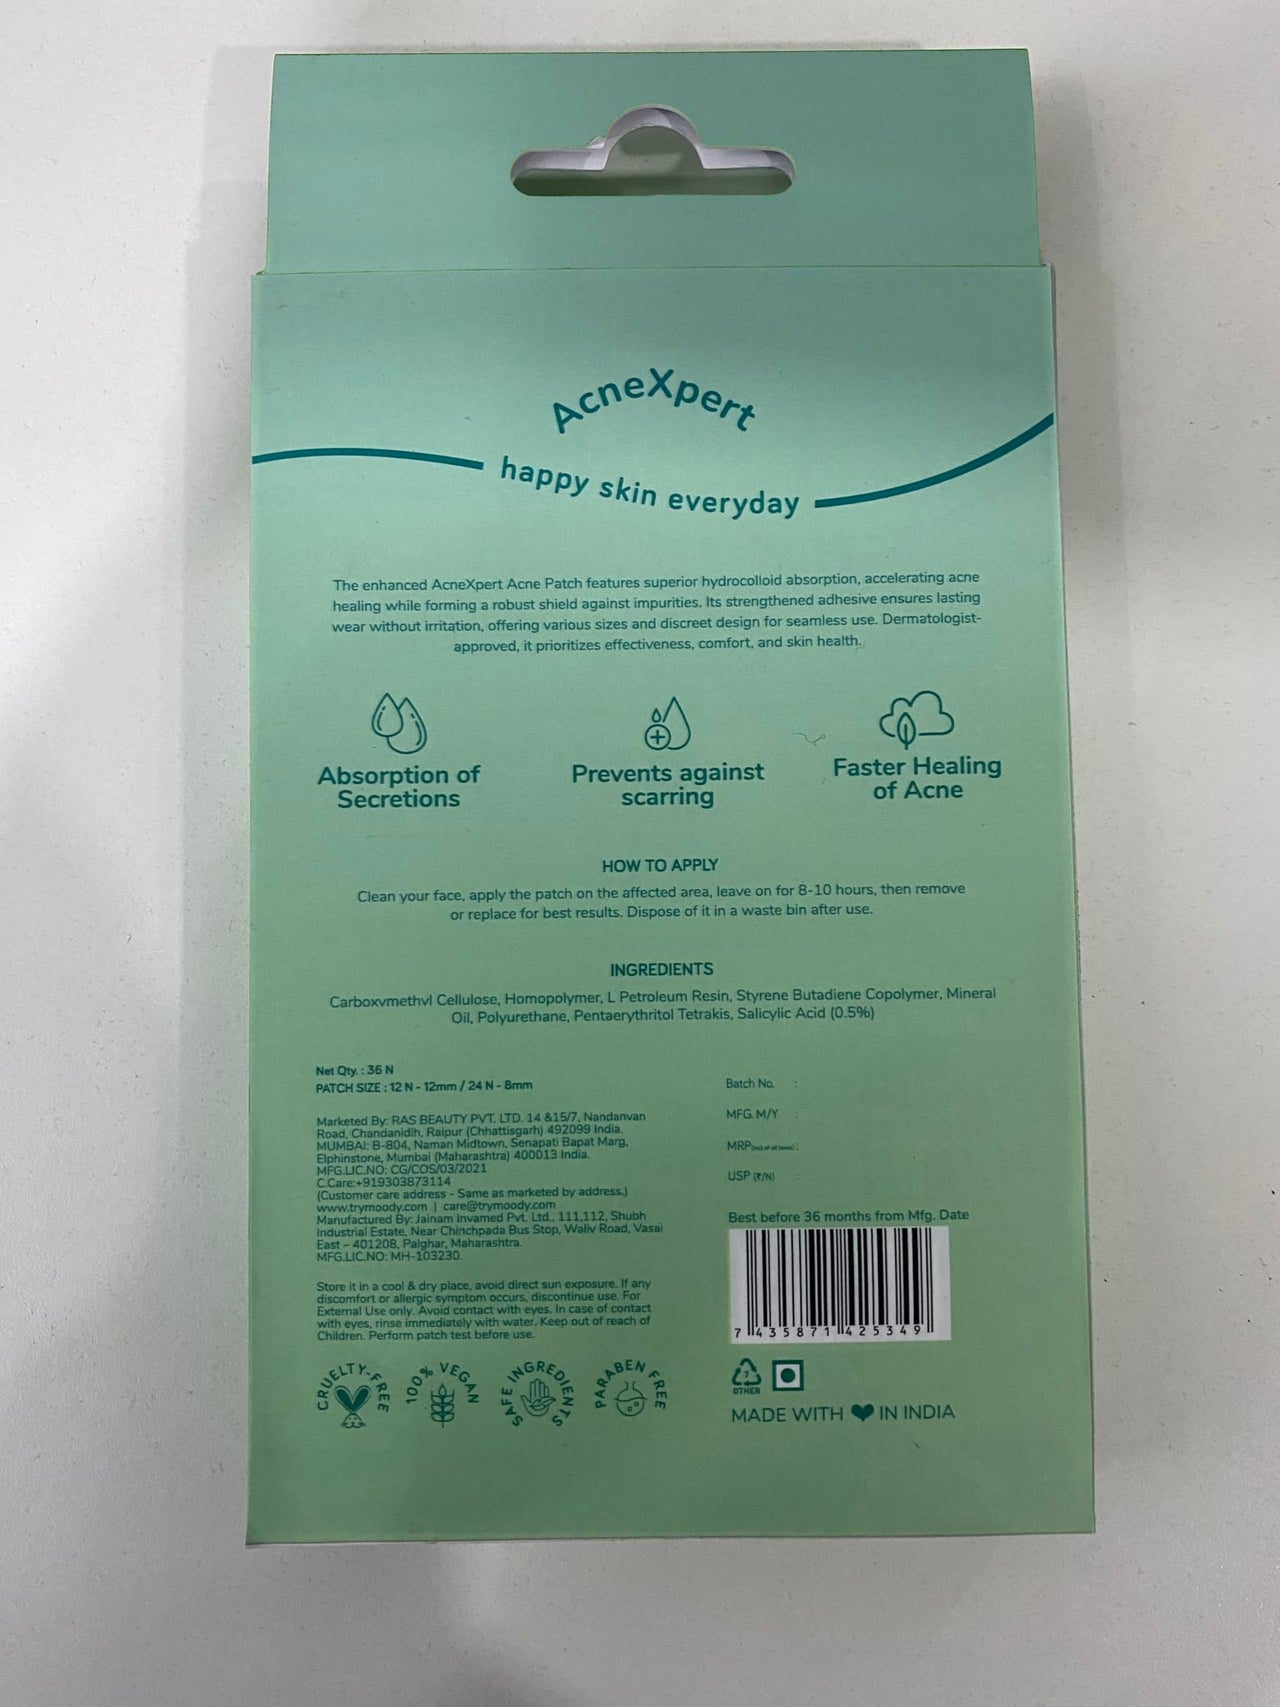 AcneXpert
happy skin everyday
The enhanced AcneXpert Acne Patch features superior hydrocolloid absorption, accelerating acne
healing while forming a robust shield against impurities. Its strengthened adhesive ensures lasting
wear without irritation, offering various sizes and discreet design for seamless use. Dermatologist-
approved, it prioritizes effectiveness, comfort, and skin health.
Absorption of
Secretions
Prevents against
scarring
Faster Healing
of Acne
HOW TO APPLY
Clean your face, apply the patch on the affected area, leave on for 8-10 hours, then remove
or replace for best results. Dispose of it in a waste bin after use.
INGREDIENTS
Carboxvmethvl Cellulose, Homopolymer, L Petroleum Resin, Styrene Butadiene Copolymer, Mineral
Oil, Polyurethane, Pentaerythritol Tetrakis, Salicylic Acid (0.5%)
Net Qty. : 36 N
PATCH SIZE : 12 N - 12mm / 24 N - 8mm
Marketed By: RAS BEAUTY PVT. LTD. 14 &15/7, Nandanvan
Road, Chandanidih, Raipur (Chhattisgarh) 492099 India.
MUMBAI: B-804, Naman Midtown, Senapati Bapat Marg,
Elphinstone, Mumbai (Maharashtra) 400013 India.
MFG.LIC.NO: CG/COS/03/2021
C.Care:+919303873114
(Customer care address - Same as marketed by address.)
www.trymoody.com | care@trymoody.com
Manufactured By: Jainam Invamed Pvt. Ltd., 111,112, Shubh
Industrial Estate, Near Chinchpada Bus Stop, Waliv Road, Vasai
East – 401208, Palghar, Maharashtra.
MFG.LIC.NO: MH-103230.
Store it in a cool & dry place, avoid direct sun exposure. If any
discomfort or allergic symptom occurs, discontinue use. For
External Use only. Avoid contact with eyes. In case of contact
with eyes, rinse immediately with water. Keep out of reach of
Children. Perform patch test before use.
CRUELTY-FREE
100% VEGAN
SAFE INGREDIENTS
PARABEN FREE
Batch No. :
MFG. M/Y :
MRP :
USP (₹/N) :
Best before 36 months from Mfg. Date
7 435871 425349
7
OTHER
MADE WITH IN INDIA